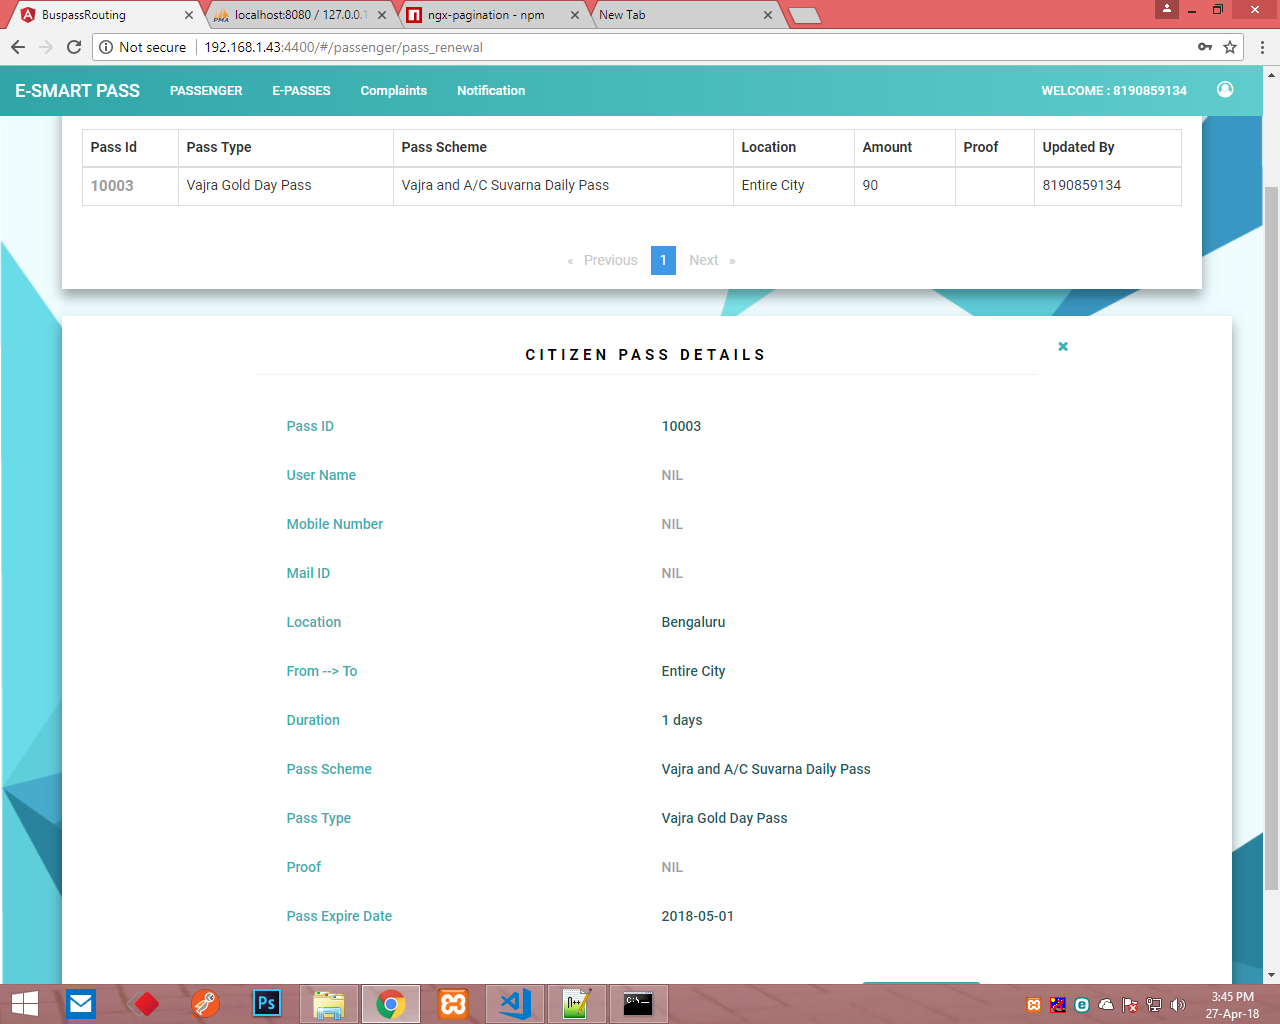 BuspassRouting
localhost:8080 / 127.0.0.1
ngx-pagination - npm
New Tab
Not secure
192.168.1.43:4400/#/passenger/pass_renewal
E-SMART PASS PASSENGER E-PASSES Complaints Notification WELCOME : 8190859134
Pass Id Pass Type Pass Scheme Location Amount Proof Updated By
10003 Vajra Gold Day Pass Vajra and A/C Suvarna Daily Pass Entire City 90 8190859134
« Previous 1 Next »
CITIZEN PASS DETAILS
Pass ID 10003
User Name NIL
Mobile Number NIL
Mail ID NIL
Location Bengaluru
From --> To Entire City
Duration 1 days
Pass Scheme Vajra and A/C Suvarna Daily Pass
Pass Type Vajra Gold Day Pass
Proof NIL
Pass Expire Date 2018-05-01
Ps
3:45 PM
27-Apr-18